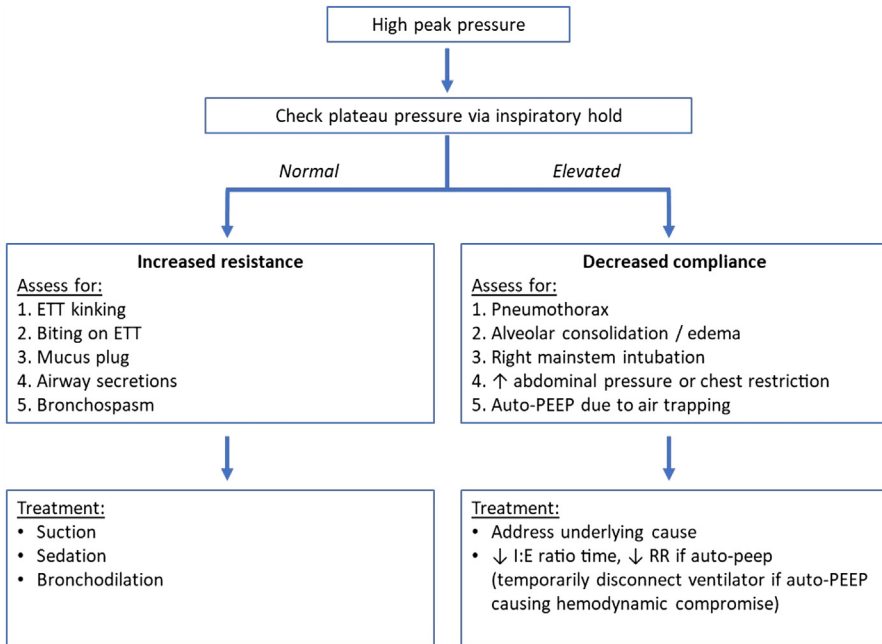 High peak pressure
Check plateau pressure via inspiratory hold
Normal
Elevated
Increased resistance
Assess for:
1. ETT kinking
2. Biting on ETT
3. Mucus plug
4. Airway secretions
5. Bronchospasm
Decreased compliance
Assess for:
1. Pneumothorax
2. Alveolar consolidation / edema
3. Right mainstem intubation
4. ↑ abdominal pressure or chest restriction
5. Auto-PEEP due to air trapping
Treatment:
• Suction
• Sedation
• Bronchodilation
Treatment:
• Address underlying cause
• ↓ I:E ratio time, ↓ RR if auto-peep
(temporarily disconnect ventilator if auto-PEEP
causing hemodynamic compromise)